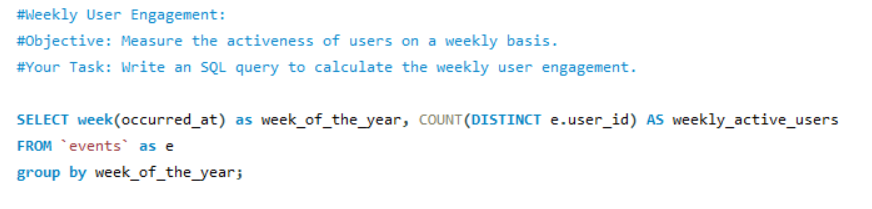 #Weekly User Engagement:
#Objective: Measure the activeness of users on a weekly basis.
#Your Task: Write an SQL query to calculate the weekly user engagement.
SELECT week(occurred_at) as week_of_the_year, COUNT(DISTINCT e.user_id) AS weekly_active_users
FROM `events` as e
group by week_of_the_year;